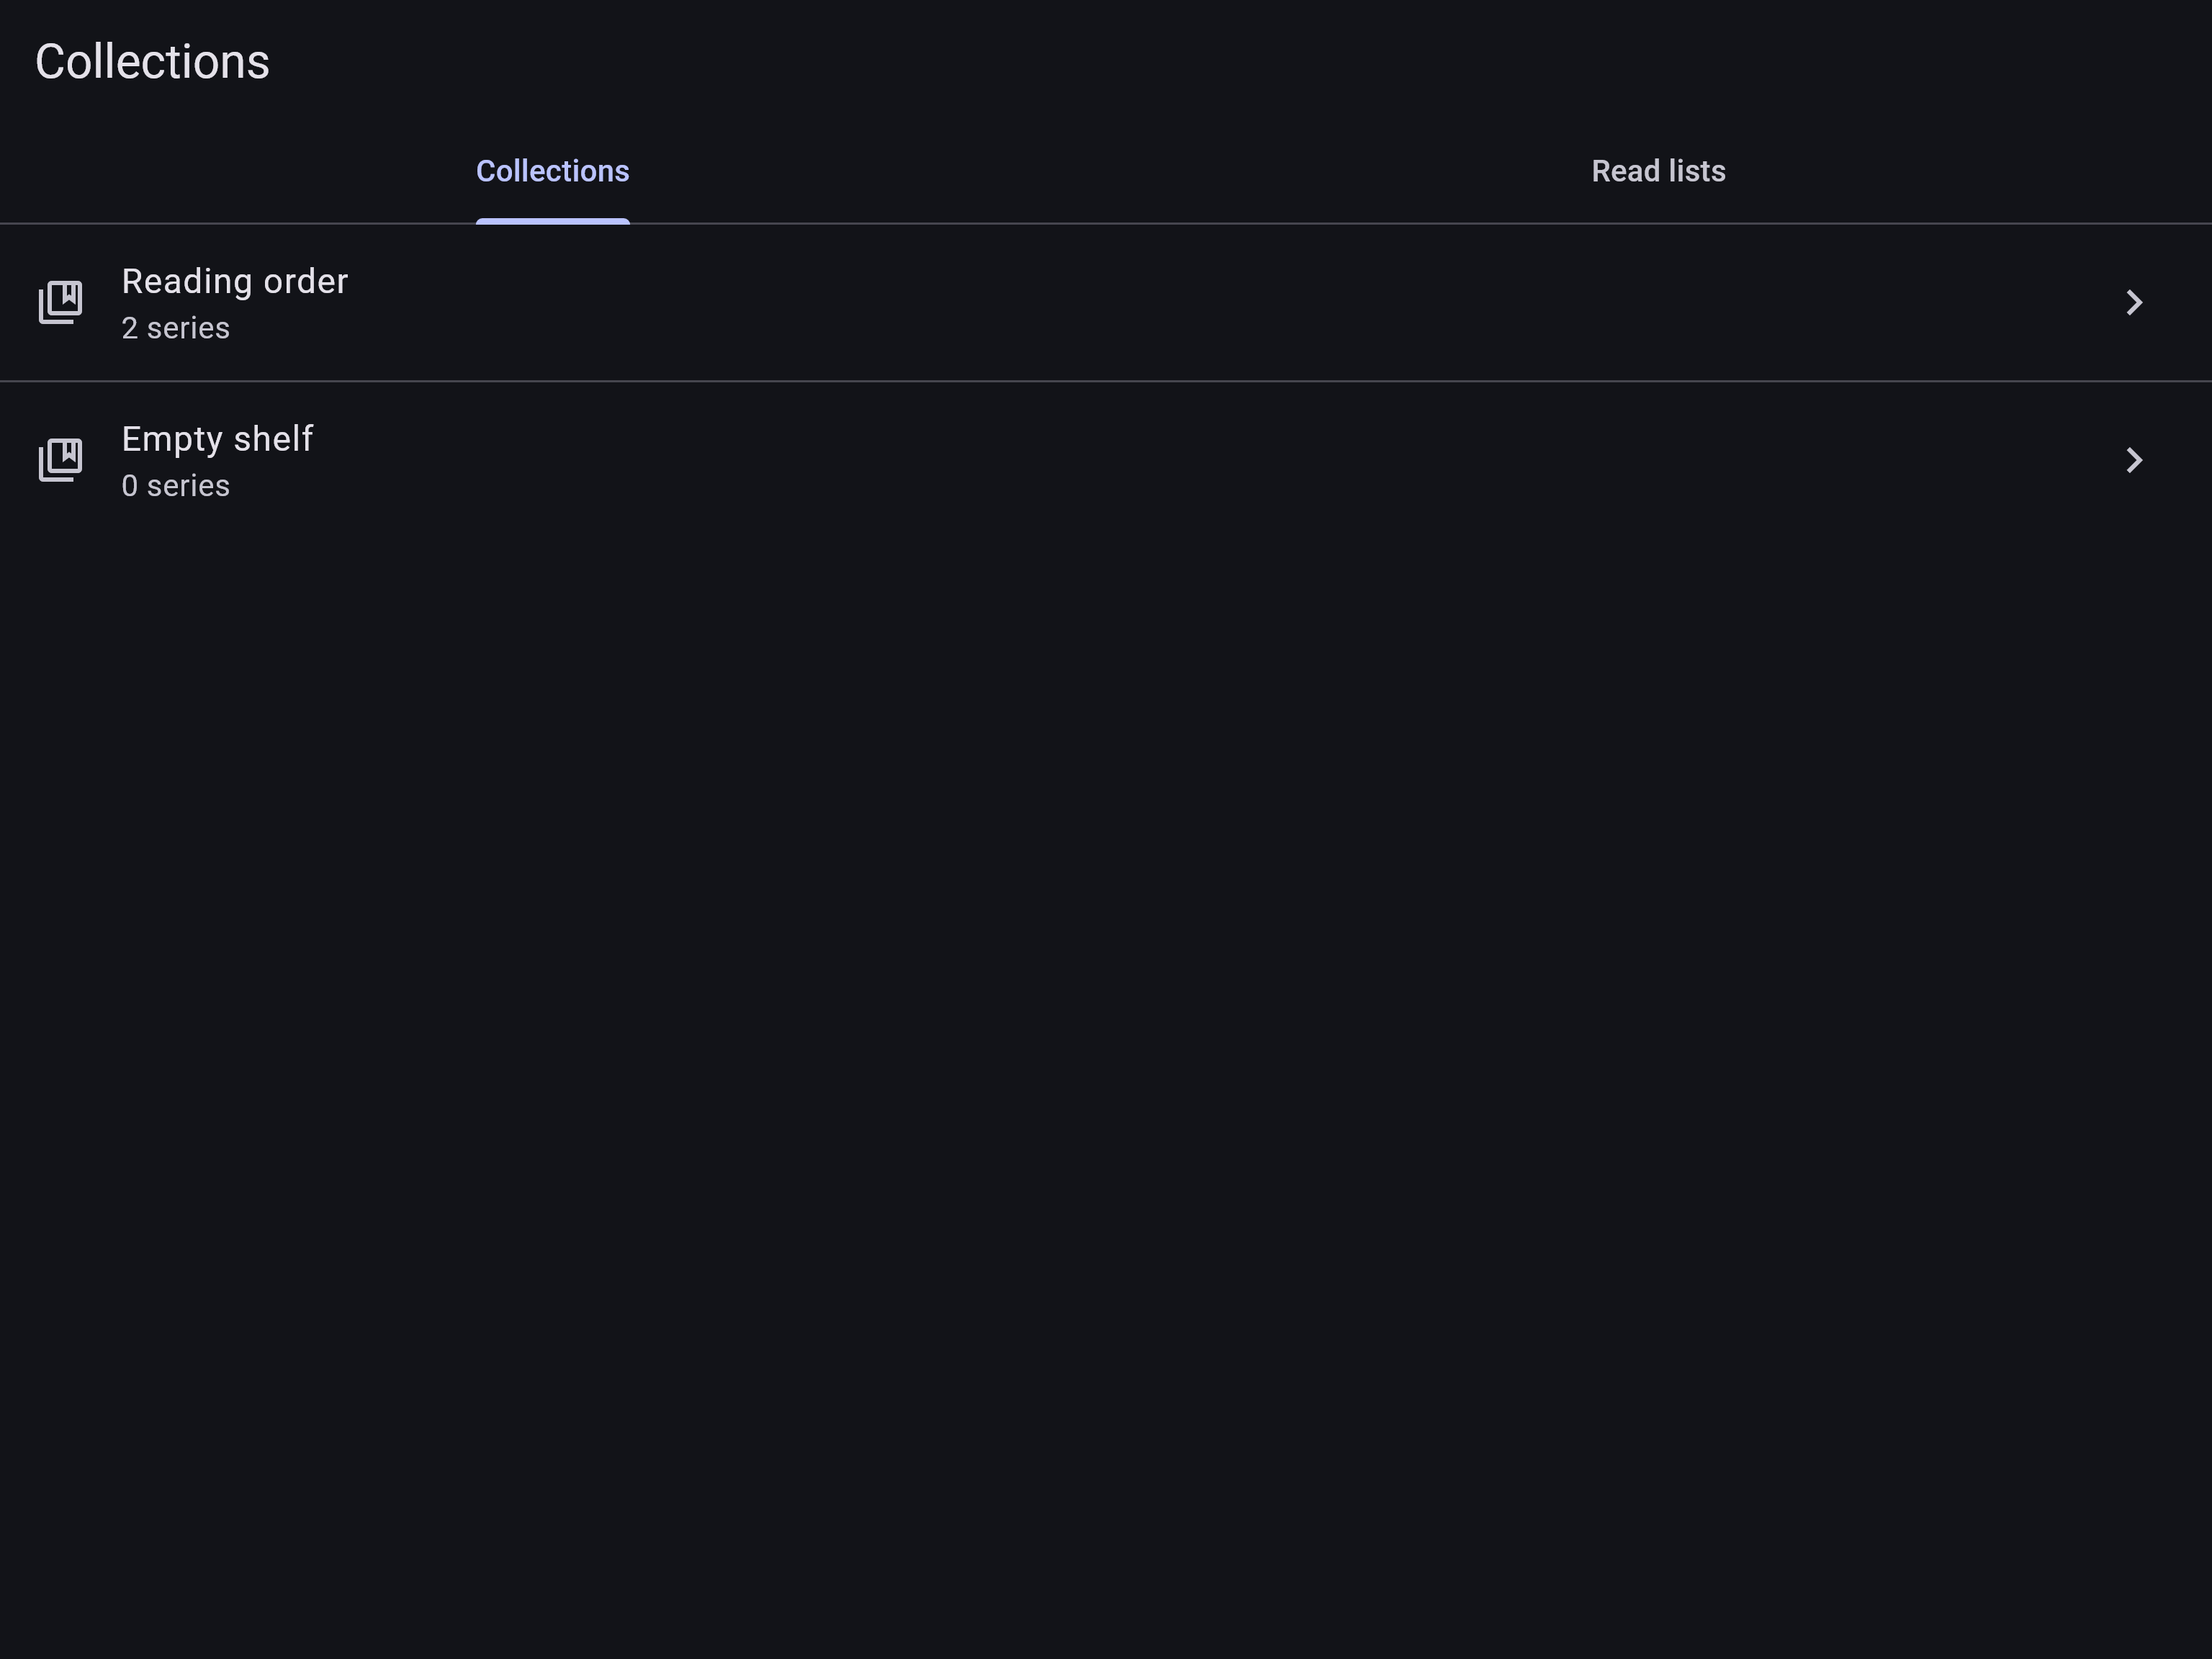 Collections
Collections
Read lists
Reading order
2 series
Empty shelf
0 series